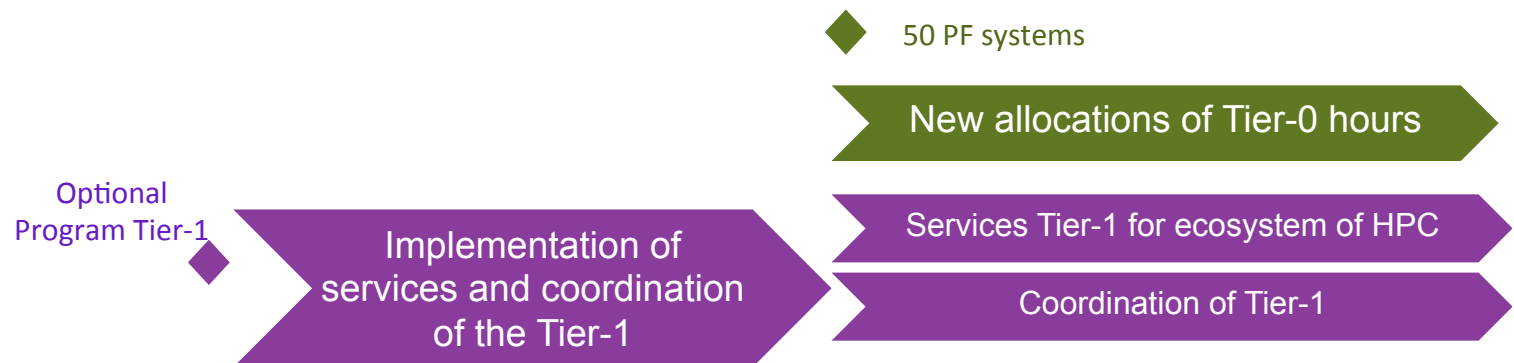 50 PF systems
New allocations of Tier-0 hours
Optional
Program Tier-1
Implementation of
services and coordination
of the Tier-1
Services Tier-1 for ecosystem of HPC
Coordination of Tier-1